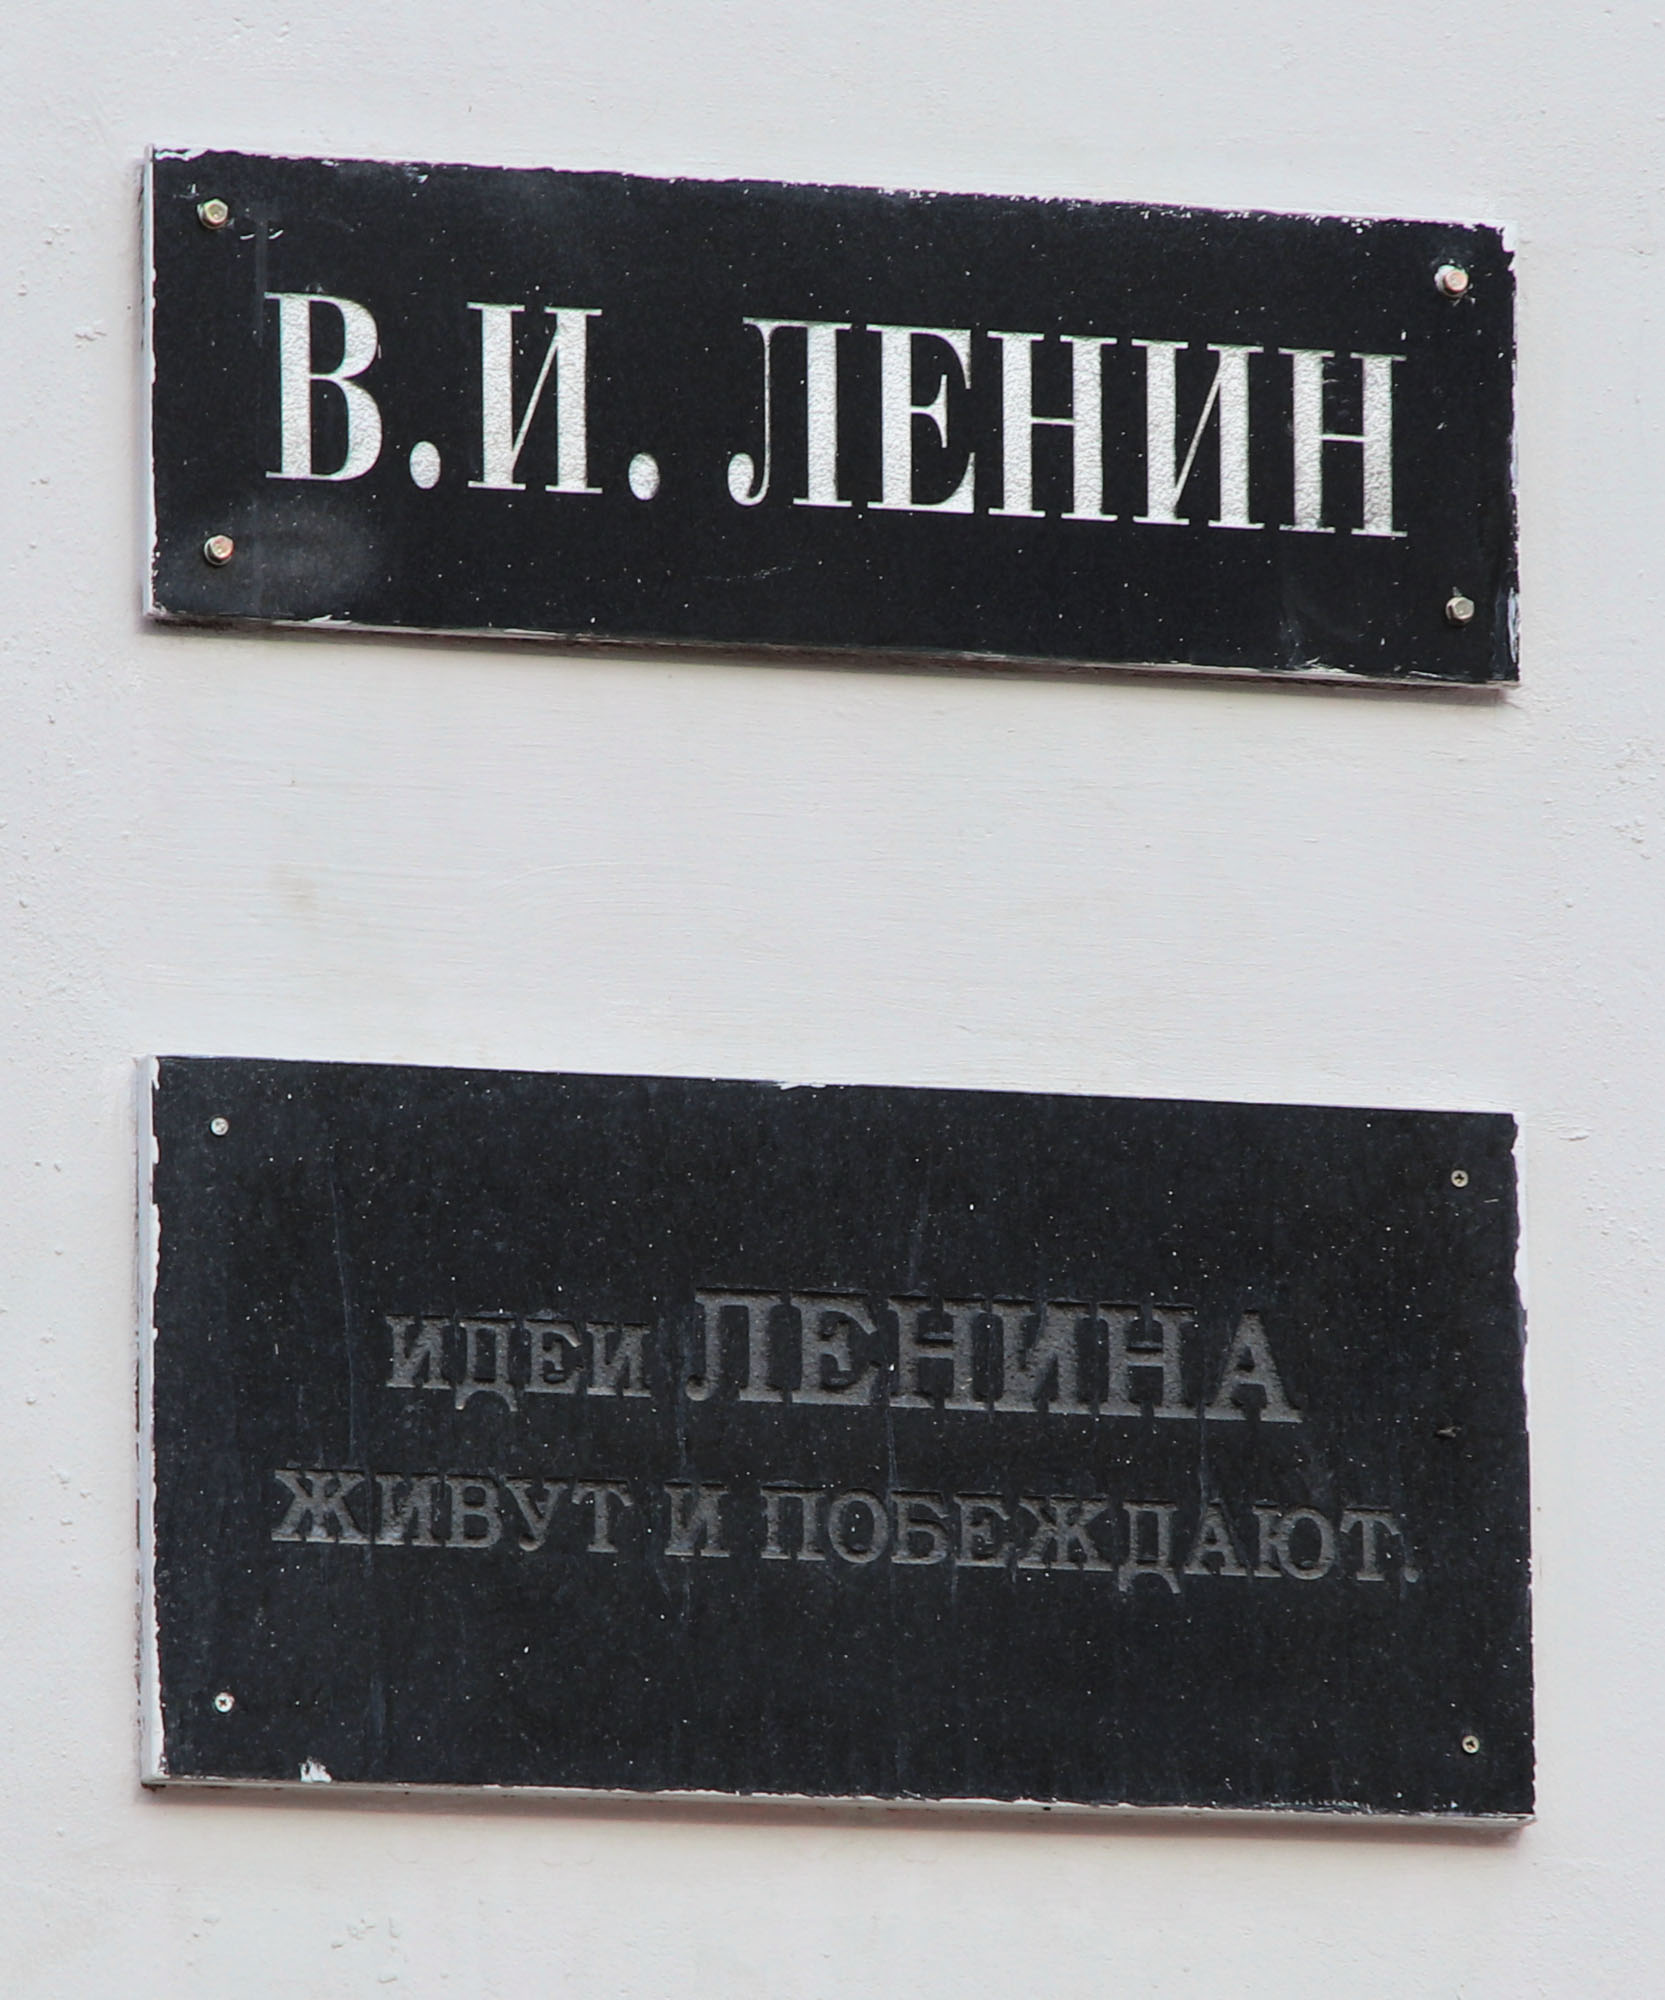 В.И. ЛЕНИН
ИДЕИ ЛЕНИНА
ЖИВУТ И ПОБЕЖДАЮТ.